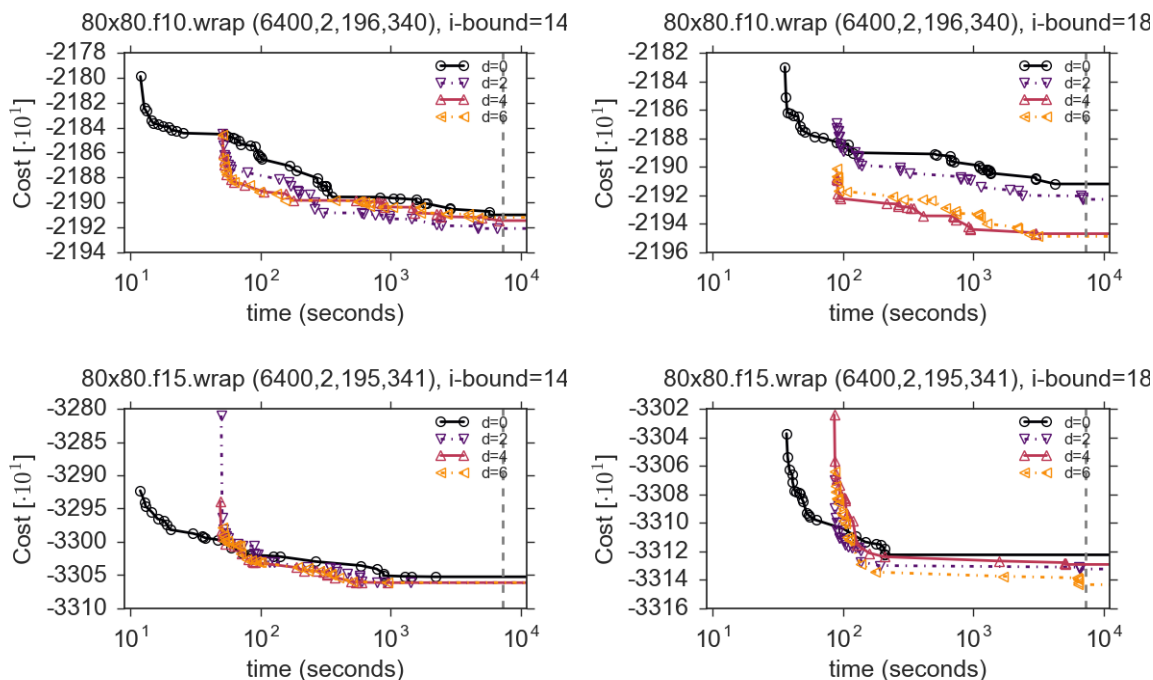 80x80.f10.wrap (6400,2,196,340), i-bound=14
-2178
-2180
-2182
-2184
-2186
-2188
-2190
-2192
-2194
Cost [·10^1]
d=0
d=2
d=4
d=6
10^1 10^2 10^3 10^4
time (seconds)
80x80.f10.wrap (6400,2,196,340), i-bound=18
-2182
-2184
-2186
-2188
-2190
-2192
-2194
-2196
Cost [·10^1]
d=0
d=2
d=4
d=6
10^1 10^2 10^3 10^4
time (seconds)
80x80.f15.wrap (6400,2,195,341), i-bound=14
-3280
-3285
-3290
-3295
-3300
-3305
-3310
Cost [·10^1]
d=0
d=2
d=4
d=6
10^1 10^2 10^3 10^4
time (seconds)
80x80.f15.wrap (6400,2,195,341), i-bound=18
-3302
-3304
-3306
-3308
-3310
-3312
-3314
-3316
Cost [·10^1]
d=0
d=2
d=4
d=6
10^1 10^2 10^3 10^4
time (seconds)